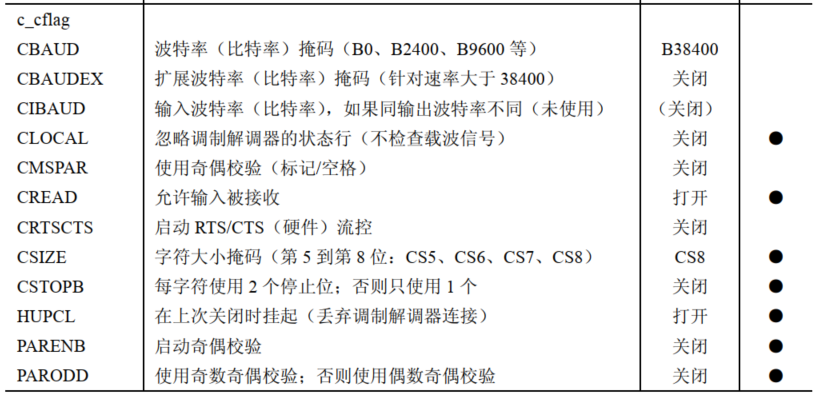 c_cflag
CBAUD 波特率（比特率）掩码（B0、B2400、B9600 等） B38400
CBAUDEX 扩展波特率（比特率）掩码（针对速率大于 38400） 关闭
CIBAUD 输入波特率（比特率），如果同输出波特率不同（未使用） （关闭）
CLOCAL 忽略调制解调器的状态行（不检查载波信号） 关闭 ●
CMSPAR 使用奇偶校验（标记/空格） 关闭
CREAD 允许输入被接收 打开 ●
CRTSCTS 启动 RTS/CTS（硬件）流控 关闭
CSIZE 字符大小掩码（第 5 到第 8 位：CS5、CS6、CS7、CS8） CS8 ●
CSTOPB 每字符使用 2 个停止位；否则只使用 1 个 关闭 ●
HUPCL 在上次关闭时挂起（丢弃调制解调器连接） 打开 ●
PARENB 启动奇偶校验 关闭 ●
PARODD 使用奇数奇偶校验；否则使用偶数奇偶校验 关闭 ●